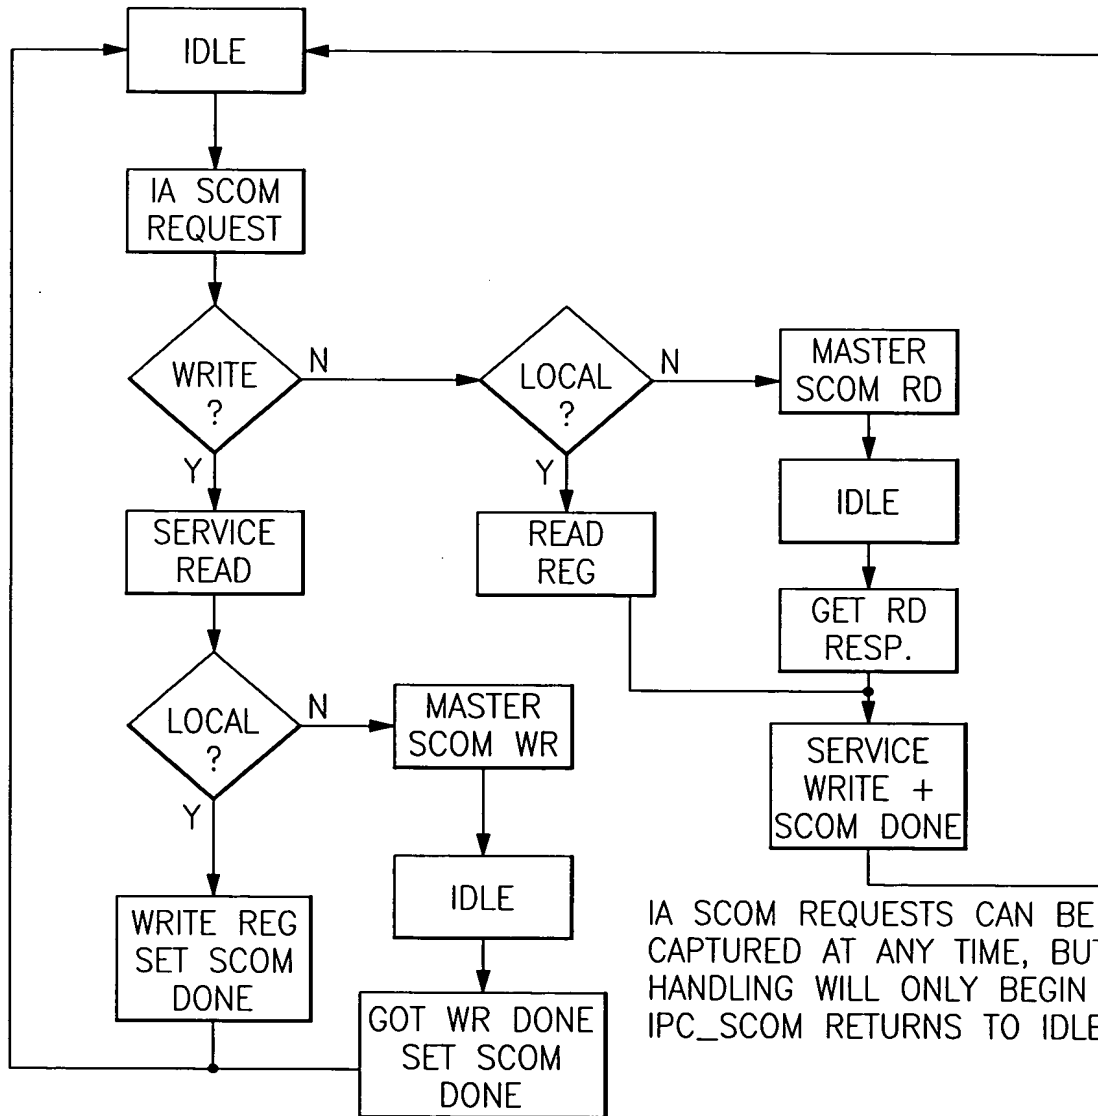 IDLE
IA SCOM
REQUEST
WRITE
?
N
Y
LOCAL
?
N
Y
MASTER
SCOM RD
IDLE
GET RD
RESP.
READ
REG
SERVICE
WRITE +
SCOM DONE
SERVICE
READ
LOCAL
?
N
Y
MASTER
SCOM WR
IDLE
GOT WR DONE
SET SCOM
DONE
WRITE REG
SET SCOM
DONE
IA SCOM REQUESTS CAN BE
CAPTURED AT ANY TIME, BUT
HANDLING WILL ONLY BEGIN
IPC_SCOM RETURNS TO IDLE